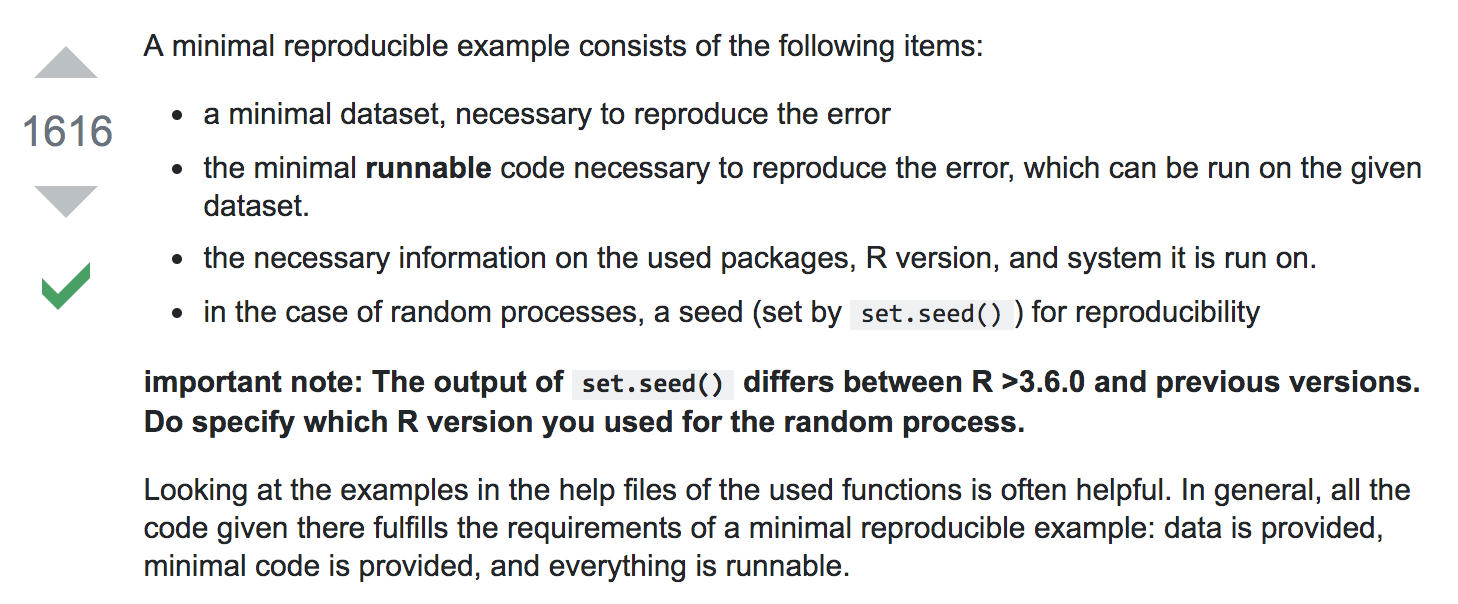 A minimal reproducible example consists of the following items:
1616
• a minimal dataset, necessary to reproduce the error
• the minimal runnable code necessary to reproduce the error, which can be run on the given
dataset.
• the necessary information on the used packages, R version, and system it is run on.
• in the case of random processes, a seed (set by set.seed() ) for reproducibility
important note: The output of set.seed() differs between R >3.6.0 and previous versions.
Do specify which R version you used for the random process.
Looking at the examples in the help files of the used functions is often helpful. In general, all the
code given there fulfills the requirements of a minimal reproducible example: data is provided,
minimal code is provided, and everything is runnable.